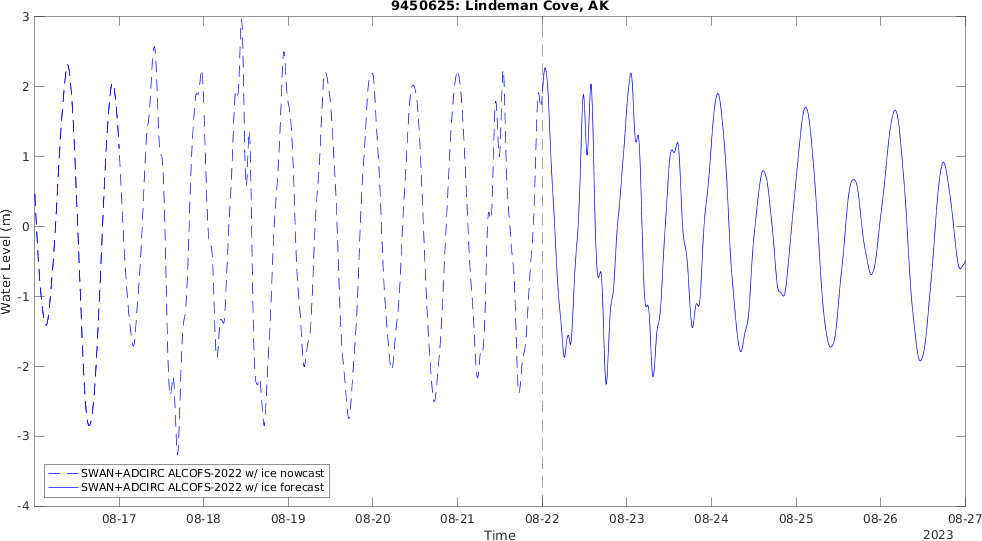 9450625: Lindeman Cove, AK
Water Level (m)
3
2
1
0
-1
-2
-3
-4
SWAN+ADCIRC ALCOFS-2022 w/ ice nowcast
SWAN+ADCIRC ALCOFS-2022 w/ ice forecast
08-17 08-18 08-19 08-20 08-21 08-22 08-23 08-24 08-25 08-26 08-27
Time
2023